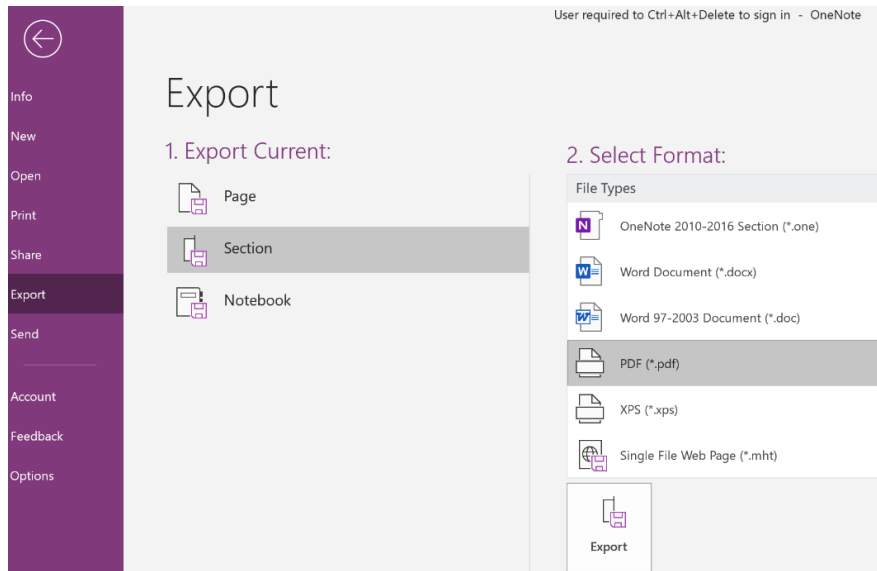 User required to Ctrl+Alt+Delete to sign in - OneNote
Info
New
Open
Print
Share
Export
Send
Account
Feedback
Options
Export
1. Export Current:
Page
Section
Notebook
2. Select Format:
File Types
OneNote 2010-2016 Section (*.one)
Word Document (*.docx)
Word 97-2003 Document (*.doc)
PDF (*.pdf)
XPS (*.xps)
Single File Web Page (*.mht)
Export